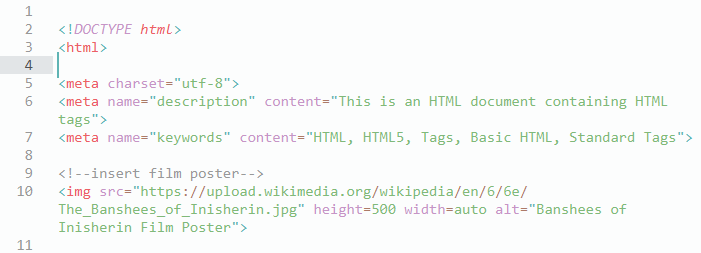 1
2 <!DOCTYPE html>
3 <html>
4
5 <meta charset="utf-8">
6 <meta name="description" content="This is an HTML document containing HTML
tags">
7 <meta name="keywords" content="HTML, HTML5, Tags, Basic HTML, Standard Tags">
8
9 <!--insert film poster-->
10 <img src="https://upload.wikimedia.org/wikipedia/en/6/6e/
The_Banshees_of_Inisherin.jpg" height=500 width=auto alt="Banshees of
Inisherin Film Poster">
11